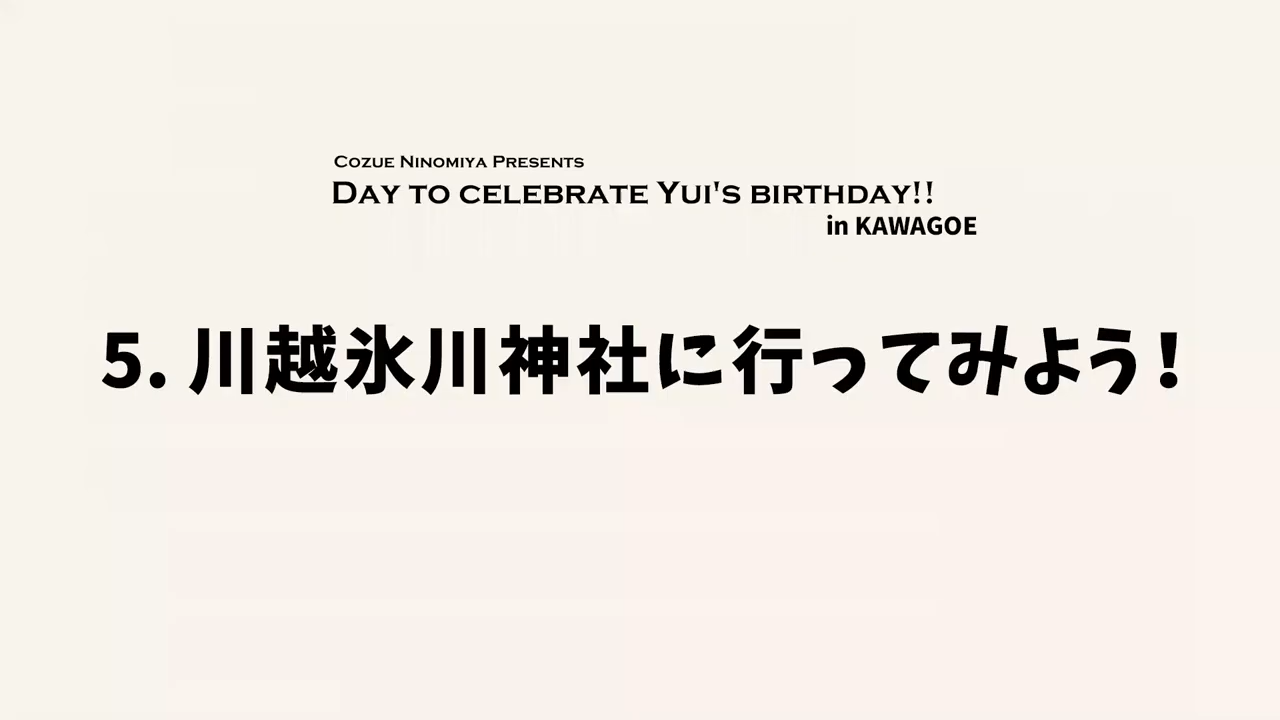 Cozue Ninomiya Presents
Day to celebrate Yui's birthday!!
in KAWAGOE
5. 川越氷川神社に行ってみよう!